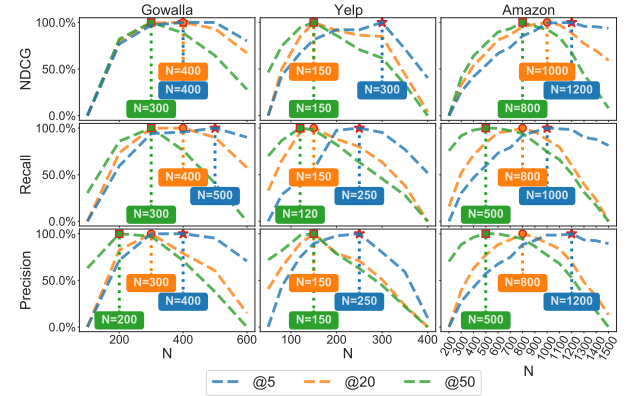 Gowalla Yelp Amazon
NDCG
100.0%
50.0%
0.0%
N=400
N=400
N=300
N=150
N=300
N=150
N=1000
N=1200
N=800
Recall
100.0%
50.0%
0.0%
N=400
N=500
N=300
N=150
N=250
N=120
N=800
N=1000
N=500
Precision
100.0%
50.0%
0.0%
N=300
N=400
N=200
N=150
N=250
N=150
N=800
N=1200
N=500
200 400 600
N
100 200 300 400
N
200 300 400 500 600 700 800 900 1000 1100 1200 1300 1400 1500
N
@5 @20 @50